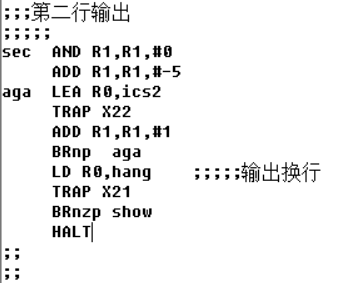 ;;;第二行输出
;;;;;
sec  AND R1,R1,#0
     ADD R1,R1,#-5
aga  LEA R0,ics2
     TRAP X22
     ADD R1,R1,#1
     BRnp  aga
     LD R0,hang    ;;;;;输出换行
     TRAP X21
     BRnzp show
     HALT
;;
;;